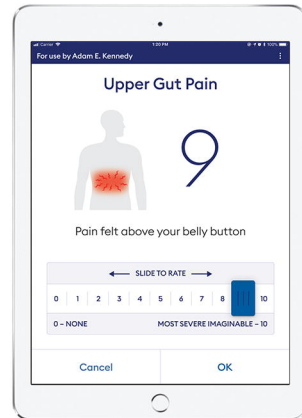 Carrier 1:20 PM 100%
For use by Adam E. Kennedy
Upper Gut Pain
9
Pain felt above your belly button
SLIDE TO RATE
0 1 2 3 4 5 6 7 8 10
0 – NONE MOST SEVERE IMAGINABLE – 10
Cancel OK